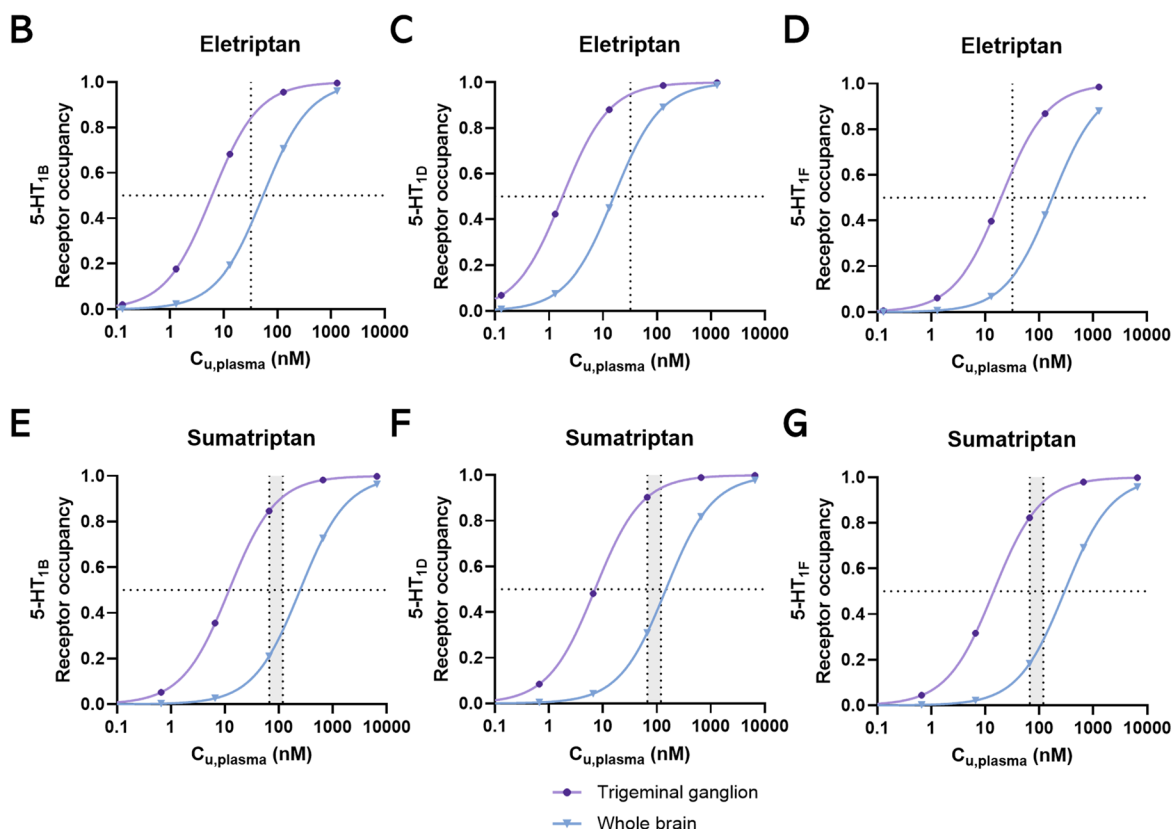 B
Eletriptan
5-HT1B
Receptor occupancy
1.0
0.8
0.6
0.4
0.2
0.0
0.1 1 10 100 1000 10000
Cu,plasma (nM)
C
Eletriptan
5-HT1D
Receptor occupancy
1.0
0.8
0.6
0.4
0.2
0.0
0.1 1 10 100 1000 10000
Cu,plasma (nM)
D
Eletriptan
5-HT1F
Receptor occupancy
1.0
0.8
0.6
0.4
0.2
0.0
0.1 1 10 100 1000 10000
Cu,plasma (nM)
E
Sumatriptan
5-HT1B
Receptor occupancy
1.0
0.8
0.6
0.4
0.2
0.0
0.1 1 10 100 1000 10000
Cu,plasma (nM)
F
Sumatriptan
5-HT1D
Receptor occupancy
1.0
0.8
0.6
0.4
0.2
0.0
0.1 1 10 100 1000 10000
Cu,plasma (nM)
G
Sumatriptan
5-HT1F
Receptor occupancy
1.0
0.8
0.6
0.4
0.2
0.0
0.1 1 10 100 1000 10000
Cu,plasma (nM)
Trigeminal ganglion
Whole brain